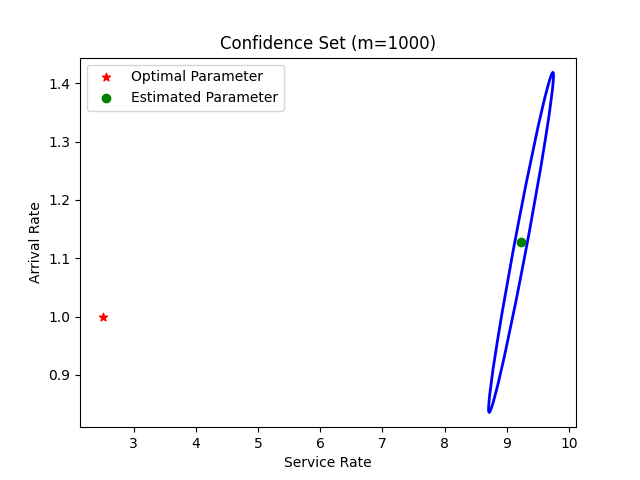 Confidence Set (m=1000)
Optimal Parameter
Estimated Parameter
1.4
1.3
1.2
1.1
1.0
0.9
Arrival Rate
3 4 5 6 7 8 9 10
Service Rate